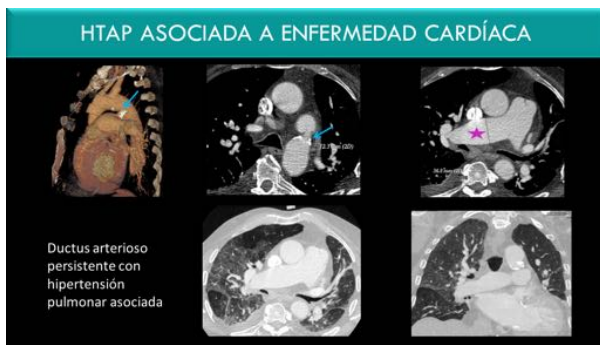 HTAP ASOCIADA A ENFERMEDAD CARDÍACA
Ductus arterioso
persistente con
hipertensión
pulmonar asociada